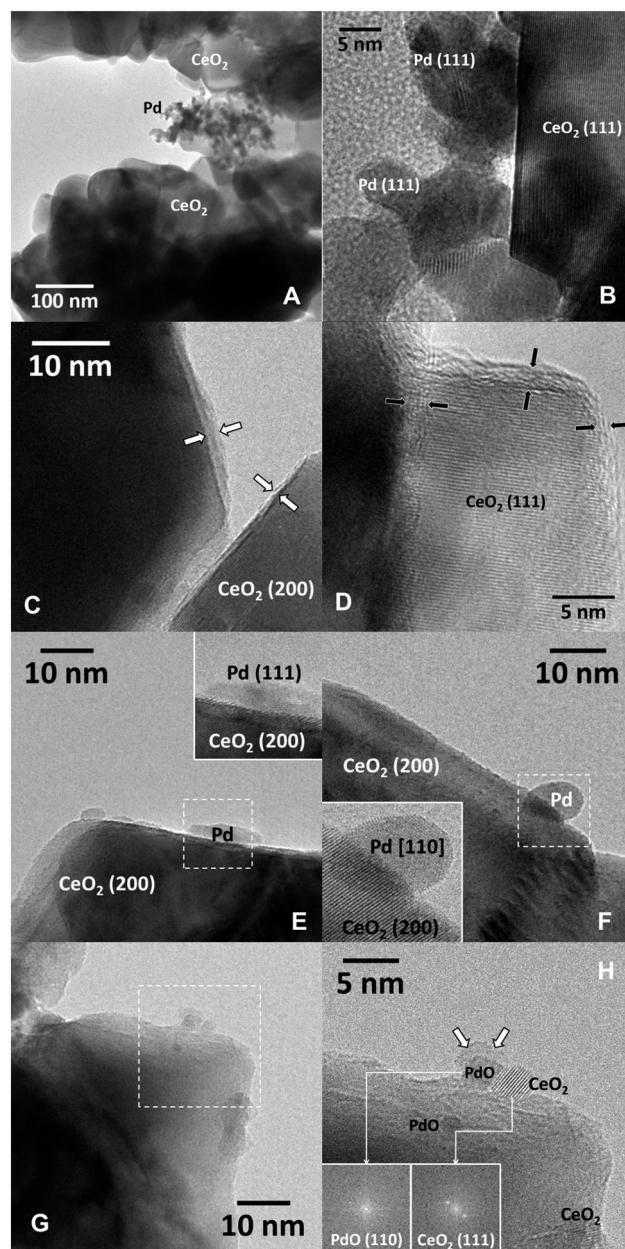 CeO₂
Pd
CeO₂
100 nm
A
5 nm
Pd (111)
CeO₂ (111)
Pd (111)
B
10 nm
CeO₂ (200)
C
CeO₂ (111)
5 nm
D
10 nm
Pd (111)
CeO₂ (200)
Pd
CeO₂ (200)
E
10 nm
CeO₂ (200)
Pd
Pd [110]
CeO₂ (200)
F
10 nm
G
H
5 nm
PdO
CeO₂
PdO
CeO₂
PdO (110)
CeO₂ (111)